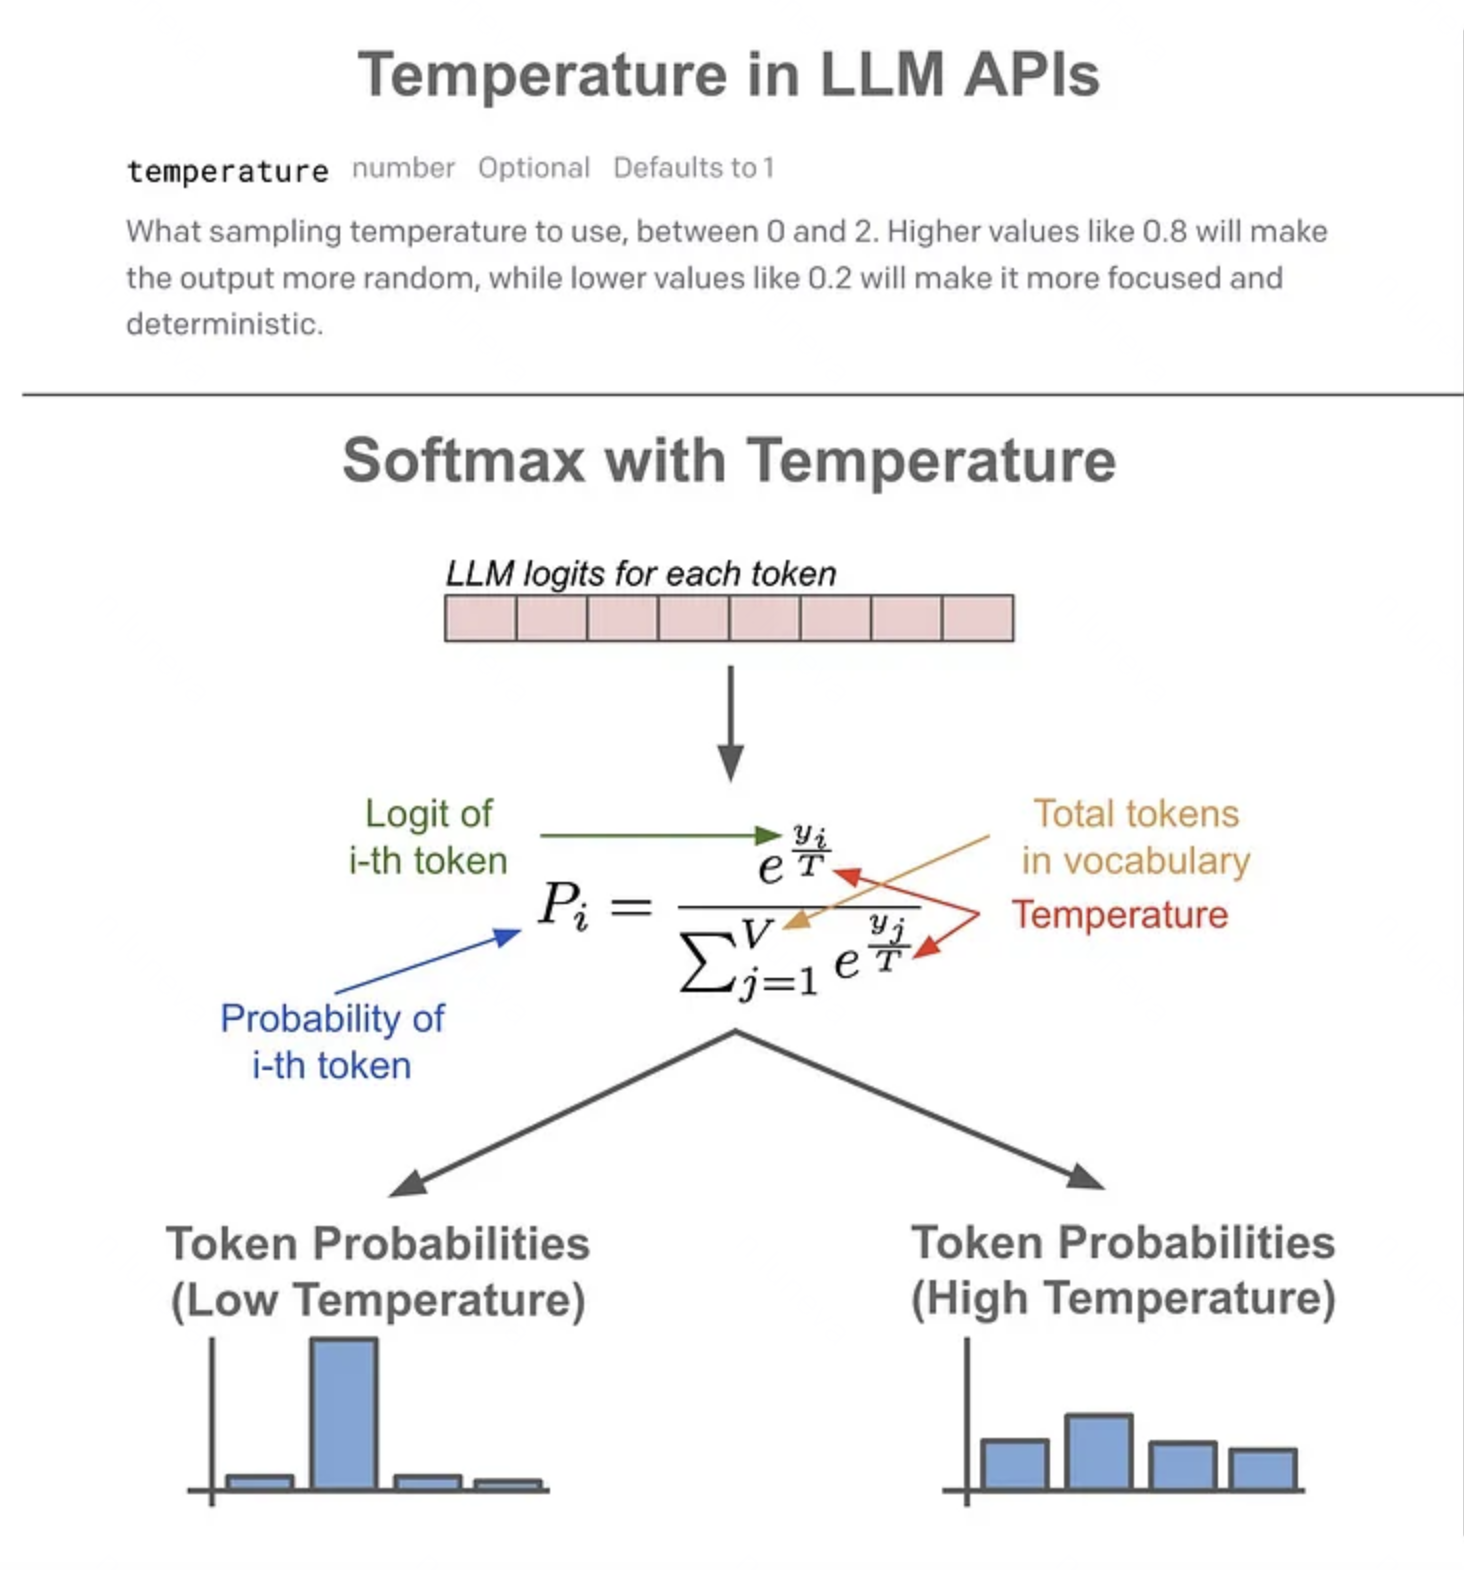 Temperature in LLM APIs
temperature number Optional Defaults to 1
What sampling temperature to use, between 0 and 2. Higher values like 0.8 will make
the output more random, while lower values like 0.2 will make it more focused and
deterministic.
Softmax with Temperature
LLM logits for each token
Logit of
i-th token
Total tokens
in vocabulary
Temperature
P_i = \frac{e^{\frac{y_i}{T}}}{\sum_{j=1}^{V} e^{\frac{y_j}{T}}}
Probability of
i-th token
Token Probabilities
(Low Temperature)
Token Probabilities
(High Temperature)